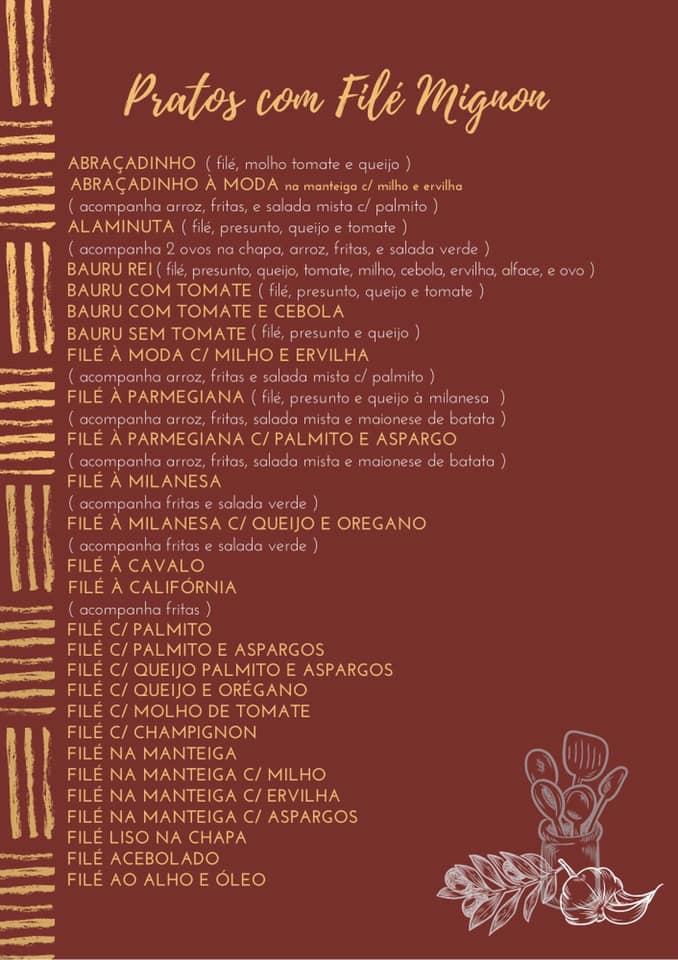 Pratos com Filé Mignon
ABRAÇADINHO ( filé, molho tomate e queijo )
ABRAÇADINHO À MODA na manteiga c/ milho e ervilha
( acompanha arroz, fritas, e salada mista c/ palmito )
ALAMINUTA ( filé, presunto, queijo e tomate )
( acompanha 2 ovos na chapa, arroz, fritas, e salada verde )
BAURU REI ( filé, presunto, queijo, tomate, milho, cebola, ervilha, alface, e ovo )
BAURU COM TOMATE ( filé, presunto, queijo e tomate )
BAURU COM TOMATE E CEBOLA
BAURU SEM TOMATE ( filé, presunto e queijo )
FILÉ À MODA C/ MILHO E ERVILHA
( acompanha arroz, fritas e salada mista c/ palmito )
FILÉ À PARMEGIANA ( filé, presunto e queijo à milanesa )
( acompanha arroz, fritas, salada mista e maionese de batata )
FILÉ À PARMEGIANA C/ PALMITO E ASPARGO
( acompanha arroz, fritas, salada mista e maionese de batata )
FILÉ À MILANESA
( acompanha fritas e salada verde )
FILÉ À MILANESA C/ QUEIJO E OREGANO
( acompanha fritas e salada verde )
FILÉ À CAVALO
FILÉ À CALIFÓRNIA
( acompanha fritas )
FILÉ C/ PALMITO
FILÉ C/ PALMITO E ASPARGOS
FILÉ C/ QUEIJO PALMITO E ASPARGOS
FILÉ C/ QUEIJO E ORÉGANO
FILÉ C/ MOLHO DE TOMATE
FILÉ C/ CHAMPIGNON
FILÉ NA MANTEIGA
FILÉ NA MANTEIGA C/ MILHO
FILÉ NA MANTEIGA C/ ERVILHA
FILÉ NA MANTEIGA C/ ASPARGOS
FILÉ LISO NA CHAPA
FILÉ ACEBOLADO
FILÉ AO ALHO E ÓLEO